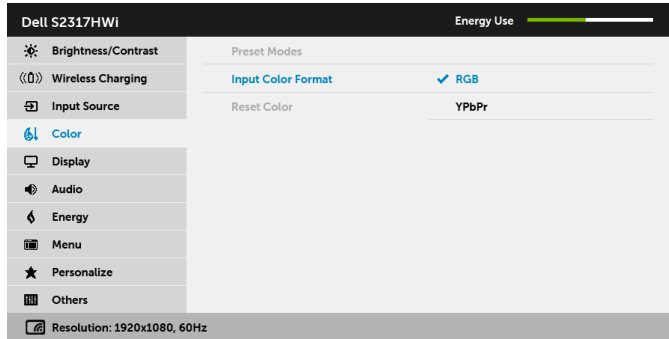 Dell S2317HWi Energy Use
Brightness/Contrast Preset Modes
Wireless Charging Input Color Format RGB
Input Source Reset Color YPbPr
Color
Display
Audio
Energy
Menu
Personalize
Others
Resolution: 1920x1080, 60Hz